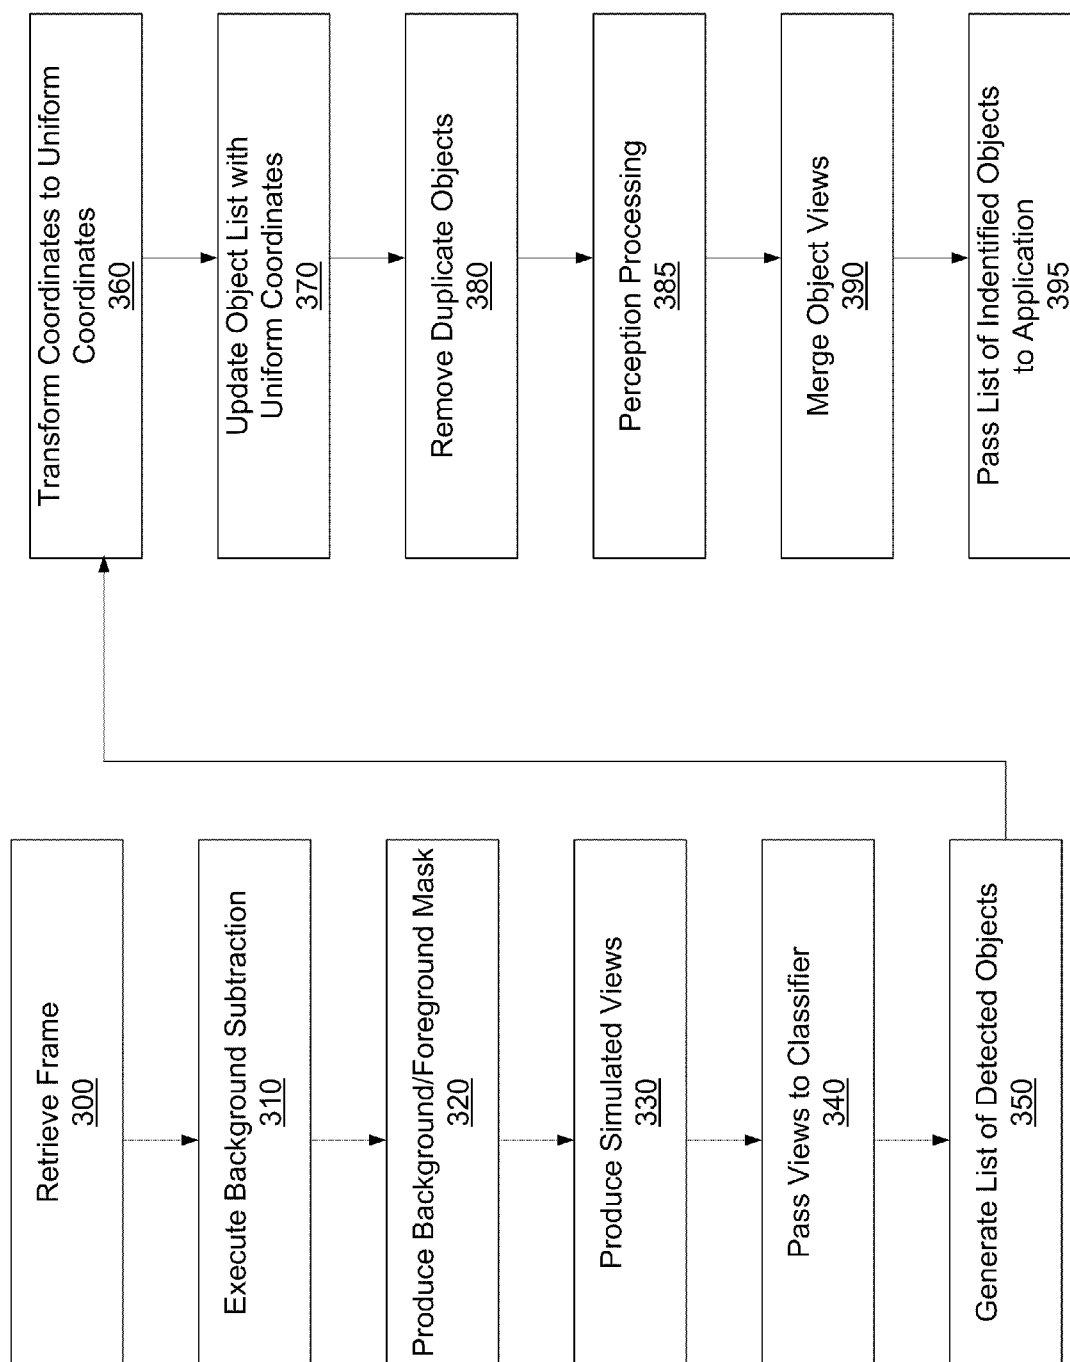 Retrieve Frame
300
Execute Background Subtraction
310
Produce Background/Foreground Mask
320
Produce Simulated Views
330
Pass Views to Classifier
340
Generate List of Detected Objects
350
Transform Coordinates to Uniform
Coordinates
360
Update Object List with
Uniform Coordinates
370
Remove Duplicate Objects
380
Perception Processing
385
Merge Object Views
390
Pass List of Indentified Objects
to Application
395